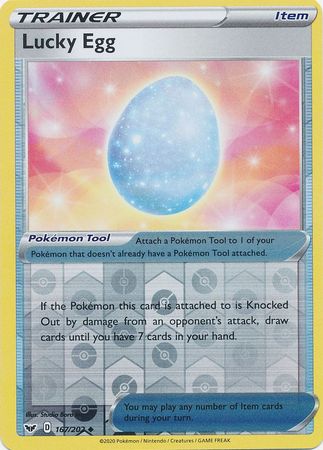 TRAINER Item
Lucky Egg
Pokémon Tool Attach a Pokémon Tool to 1 of your
Pokémon that doesn't already have a Pokémon Tool attached.
If the Pokémon this card is attached to is Knocked
Out by damage from an opponent's attack, draw
cards until you have 7 cards in your hand.
Illus. Studio Bora
You may play any number of Item cards
during your turn.
D 167/202
©2020 Pokémon / Nintendo / Creatures / GAME FREAK